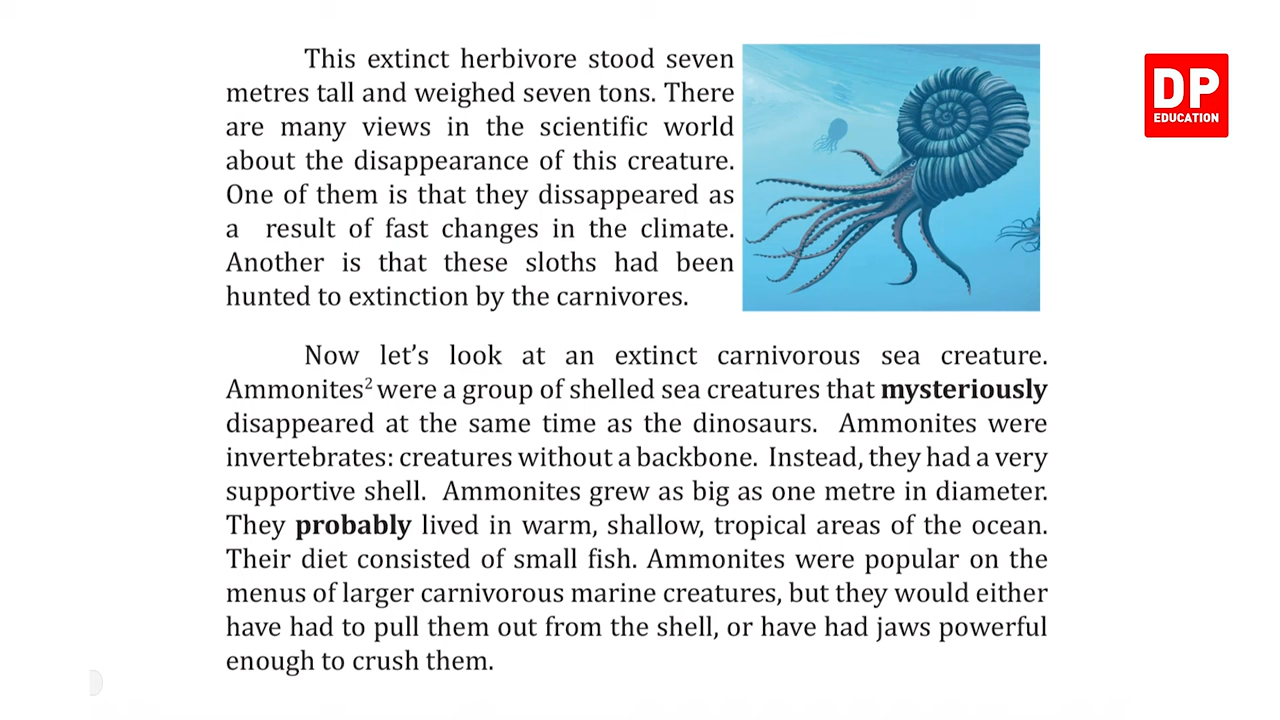 This extinct herbivore stood seven
metres tall and weighed seven tons. There
are many views in the scientific world
about the disappearance of this creature.
One of them is that they dissappeared as
a result of fast changes in the climate.
Another is that these sloths had been
hunted to extinction by the carnivores.
DP
EDUCATION
Now let’s look at an extinct carnivorous sea creature.
Ammonites² were a group of shelled sea creatures that mysteriously
disappeared at the same time as the dinosaurs. Ammonites were
invertebrates: creatures without a backbone. Instead, they had a very
supportive shell. Ammonites grew as big as one metre in diameter.
They probably lived in warm, shallow, tropical areas of the ocean.
Their diet consisted of small fish. Ammonites were popular on the
menus of larger carnivorous marine creatures, but they would either
have had to pull them out from the shell, or have had jaws powerful
enough to crush them.